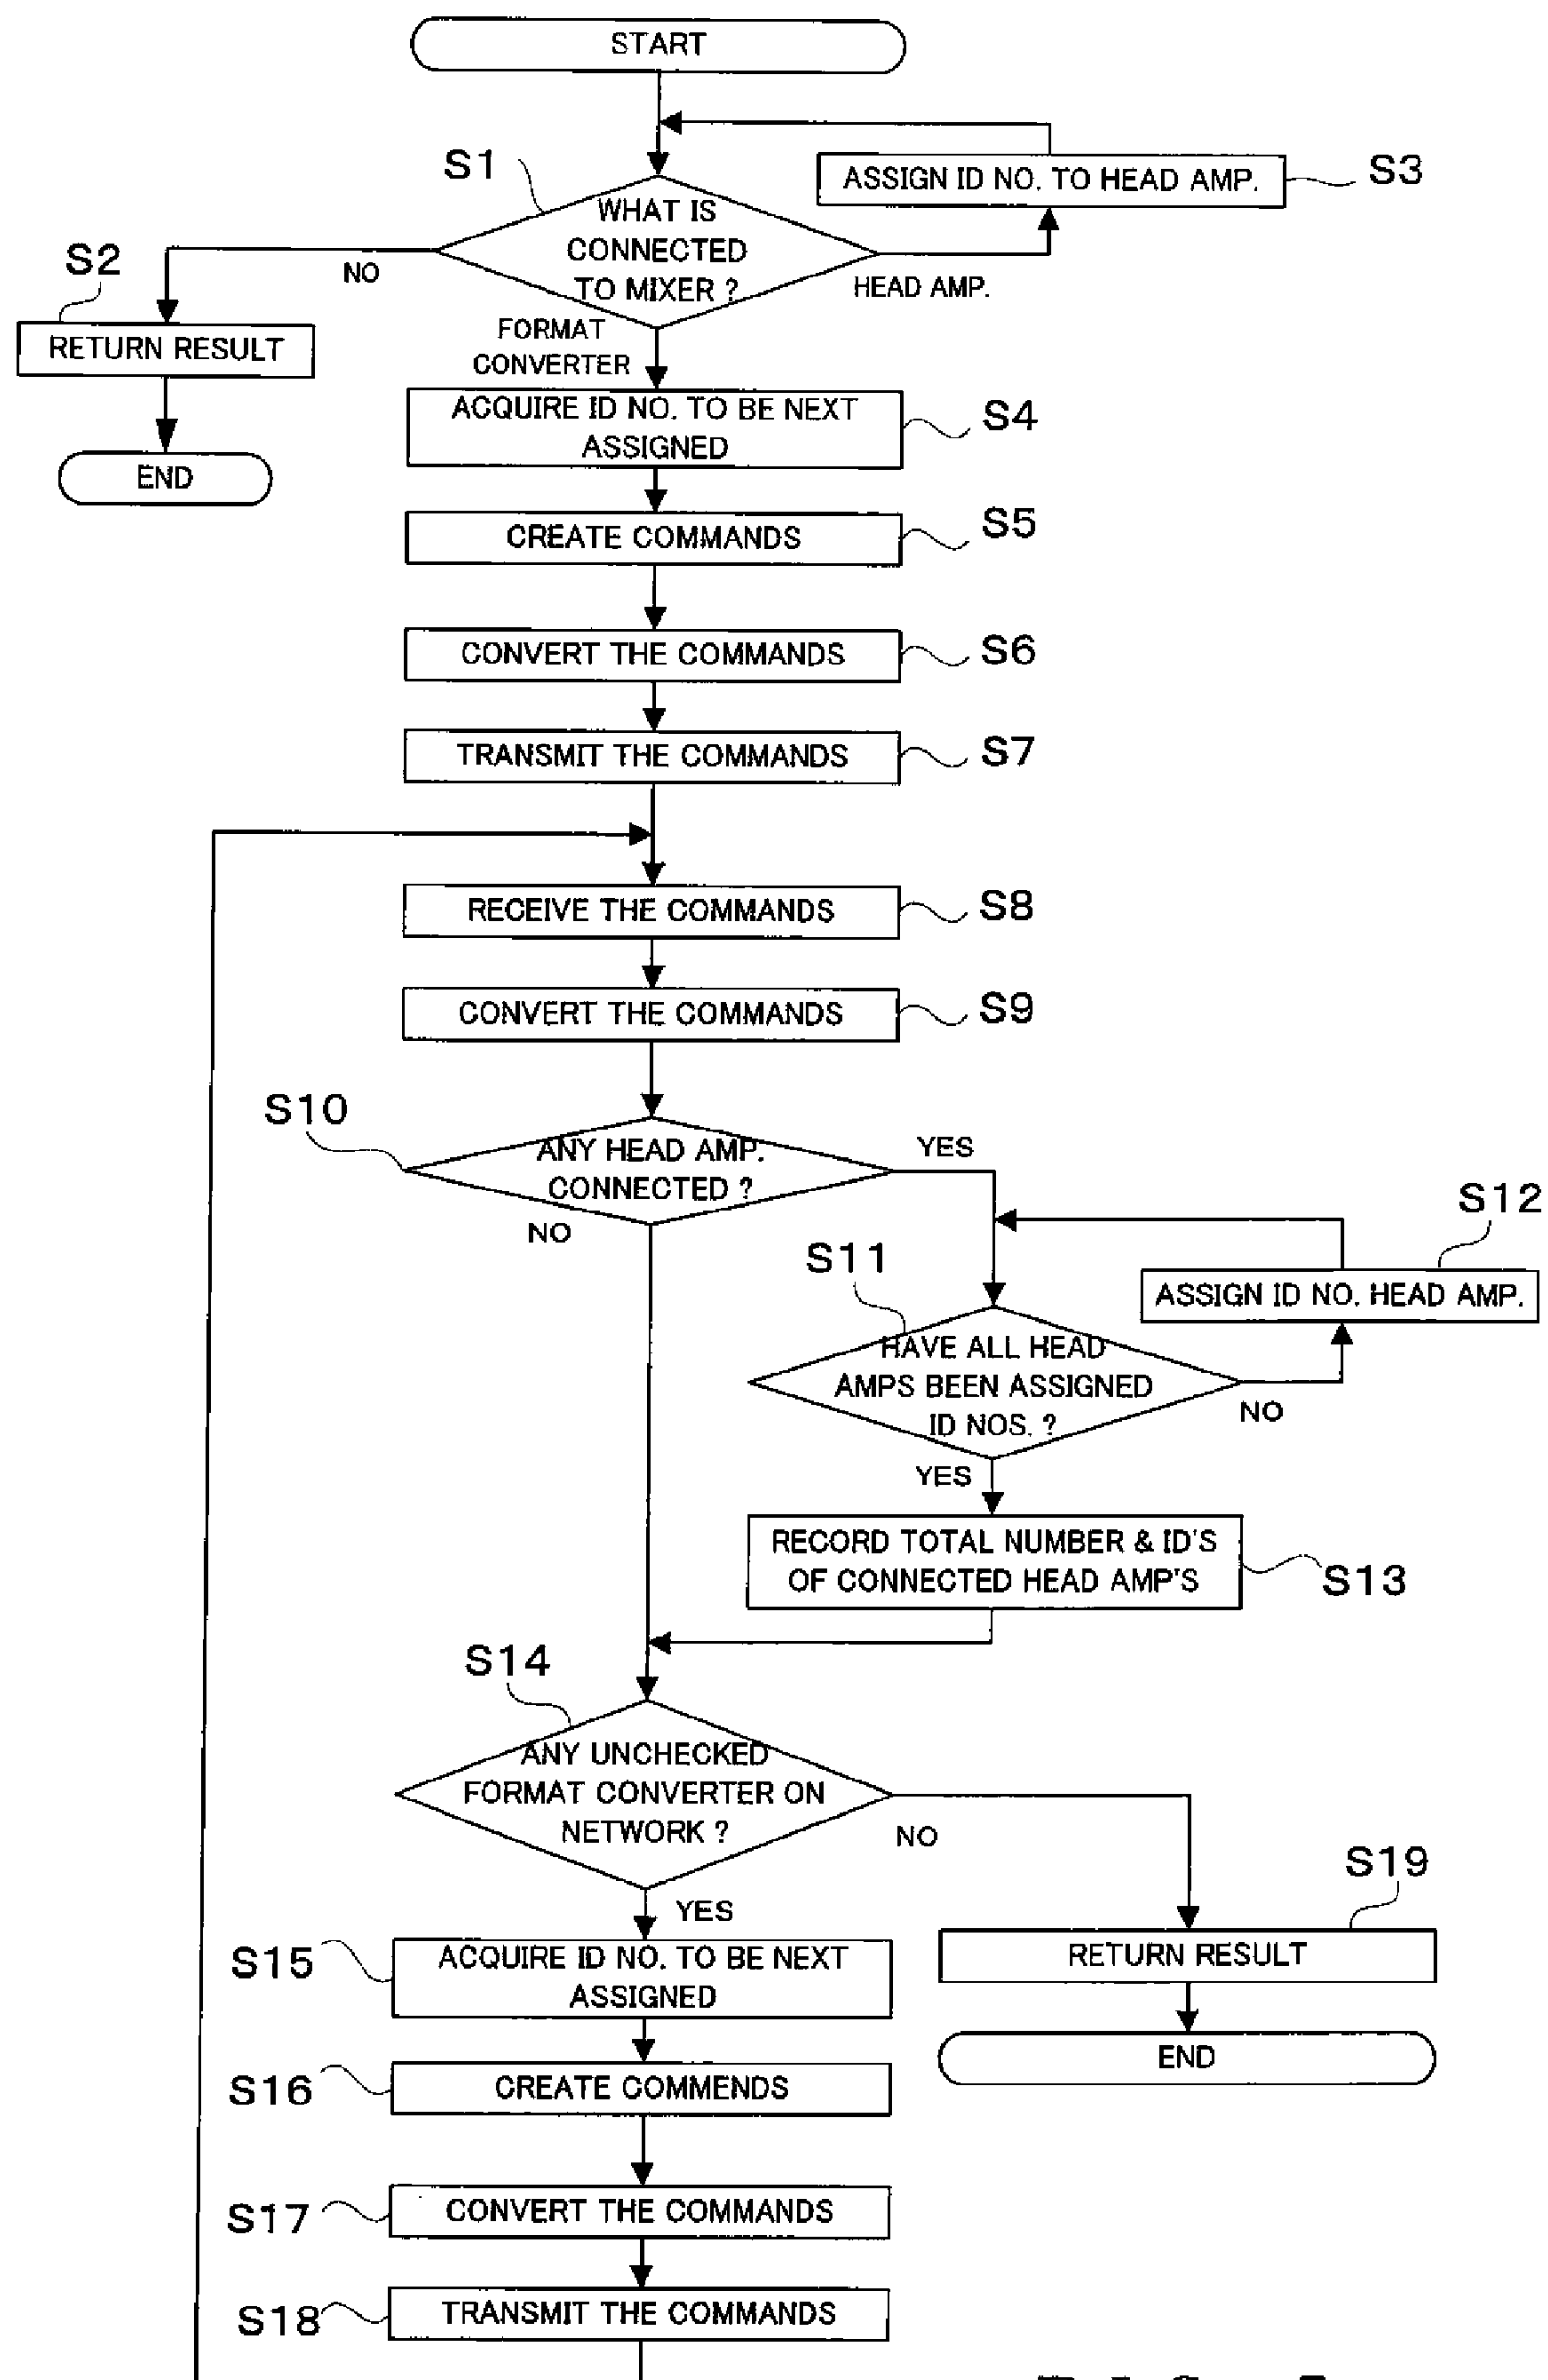 START
S1
ASSIGN ID NO. TO HEAD AMP.
S3
WHAT IS
CONNECTED
TO MIXER ?
S2
NO
HEAD AMP.
RETURN RESULT
FORMAT
CONVERTER
END
ACQUIRE ID NO. TO BE NEXT
ASSIGNED
S4
CREATE COMMANDS
S5
CONVERT THE COMMANDS
S6
TRANSMIT THE COMMANDS
S7
RECEIVE THE COMMANDS
S8
CONVERT THE COMMANDS
S9
S10
ANY HEAD AMP.
CONNECTED ?
YES
NO
S12
S11
ASSIGN ID NO. HEAD AMP.
HAVE ALL HEAD
AMPS BEEN ASSIGNED
ID NOS. ?
NO
YES
RECORD TOTAL NUMBER & ID'S
OF CONNECTED HEAD AMP'S
S13
S14
ANY UNCHECKED
FORMAT CONVERTER ON
NETWORK ?
NO
YES
S19
S15
ACQUIRE ID NO. TO BE NEXT
ASSIGNED
RETURN RESULT
END
S16
CREATE COMMENDS
S17
CONVERT THE COMMANDS
S18
TRANSMIT THE COMMANDS